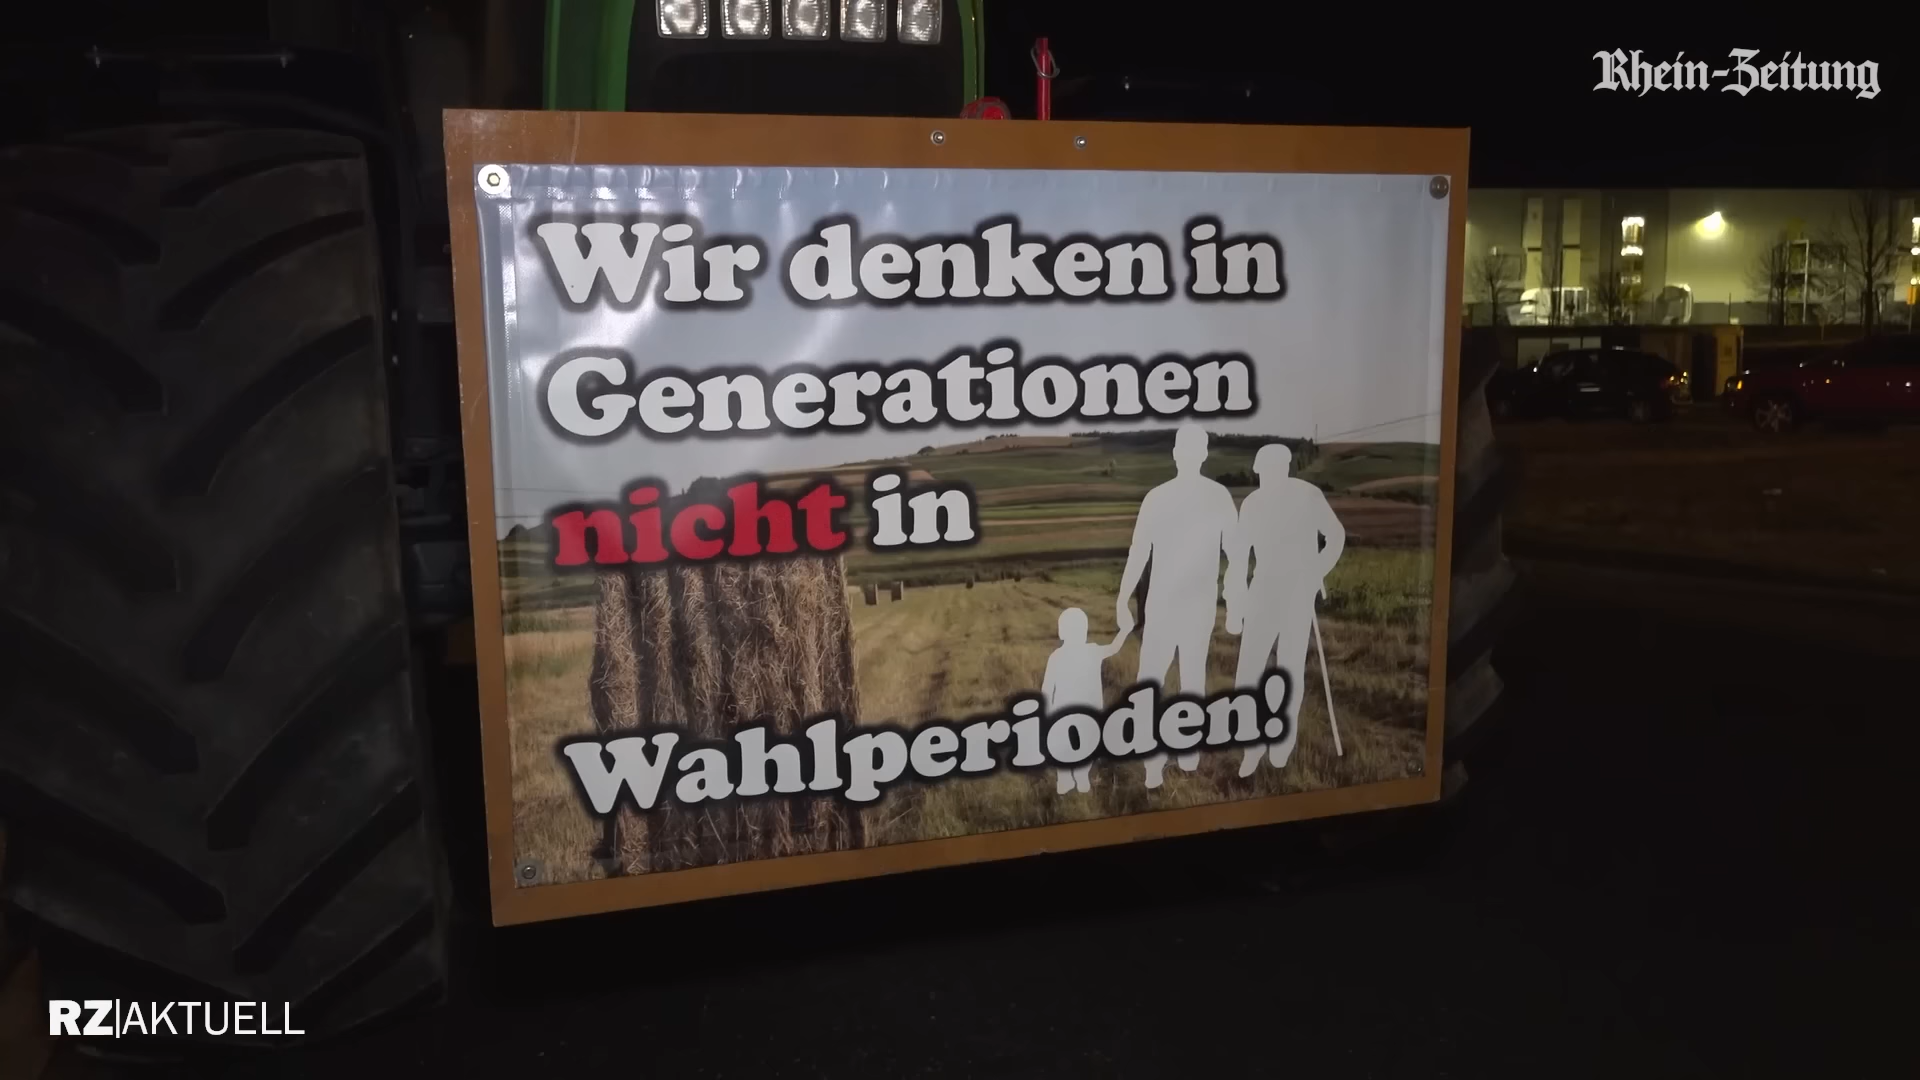 Rhein-Zeitung
Wir denken in
Generationen
nicht in
Wahlperioden!
RZ|AKTUELL